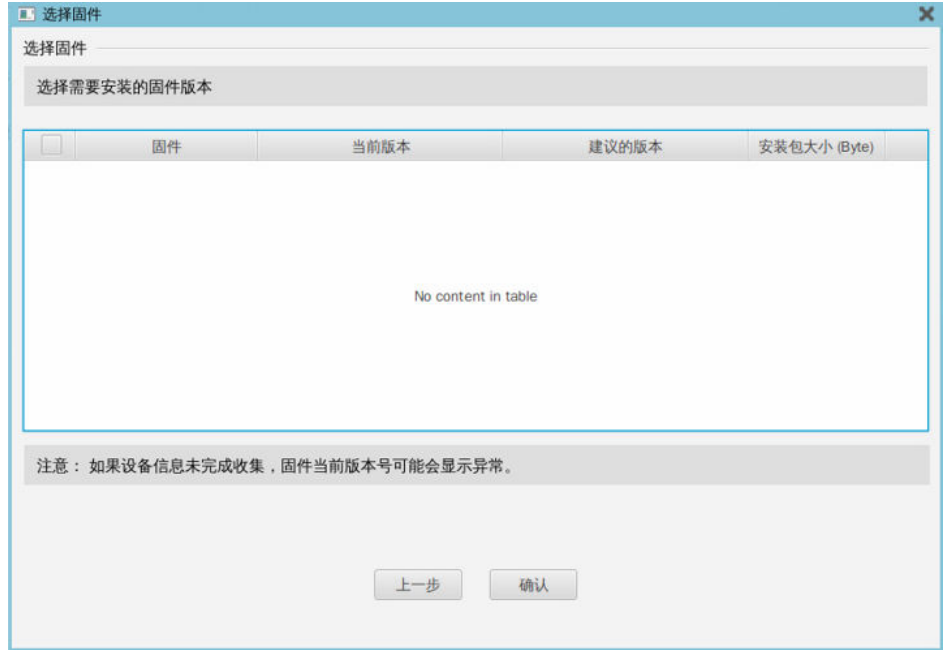 选择固件
选择固件
选择需要安装的固件版本
固件 当前版本 建议的版本 安装包大小 (Byte)
No content in table
注意： 如果设备信息未完成收集，固件当前版本号可能会显示异常。
上一步 确认